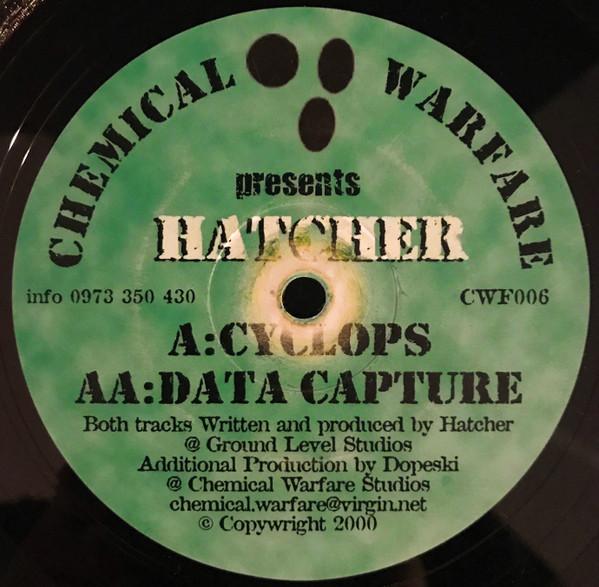 CHEMICAL WARFARE
presents
HATCHER
info 0973 350 430 CWF006
A:CYCLOPS
AA:DATA CAPTURE
Both tracks Written and produced by Hatcher
@ Ground Level Studios
Additional Production by Dopeski
@ Chemical Warfare Studios
chemical.warfare@virgin.net
© Copywright 2000